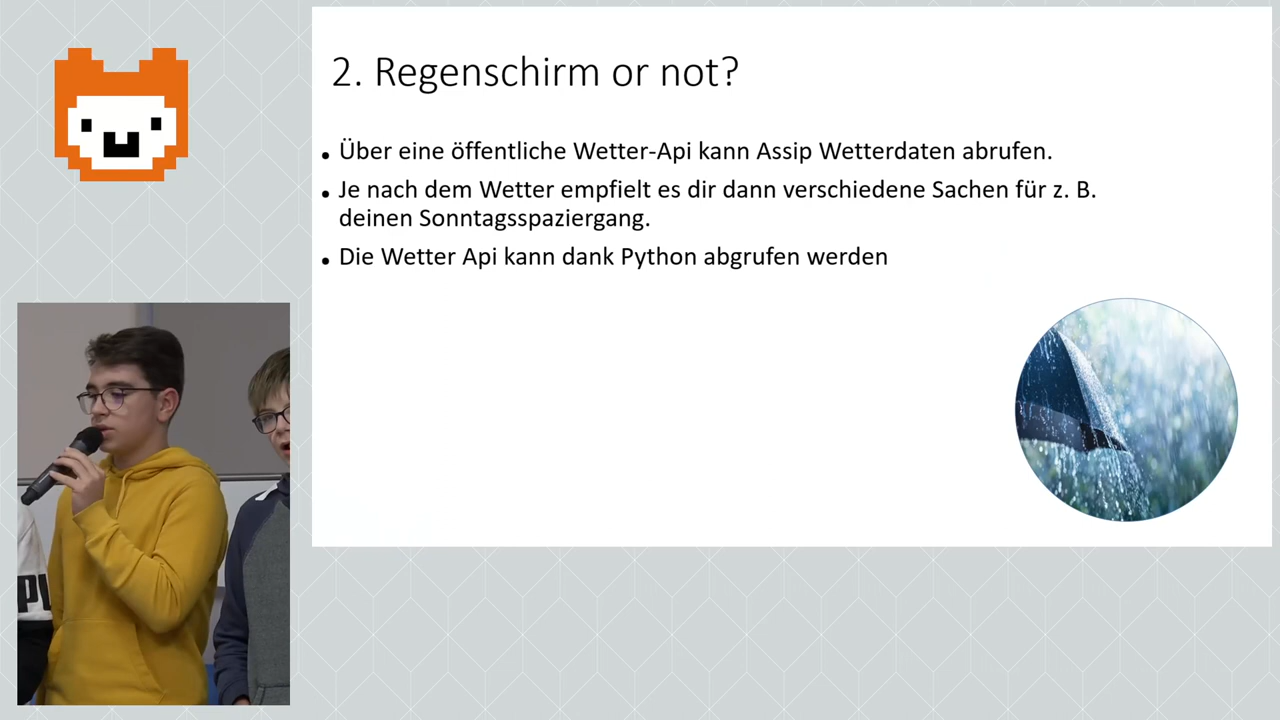 2. Regenschirm or not?
Über eine öffentliche Wetter-Api kann Assip Wetterdaten abrufen.
Je nach dem Wetter empfielt es dir dann verschiedene Sachen für z. B.
deinen Sonntagsspaziergang.
Die Wetter Api kann dank Python abgrufen werden